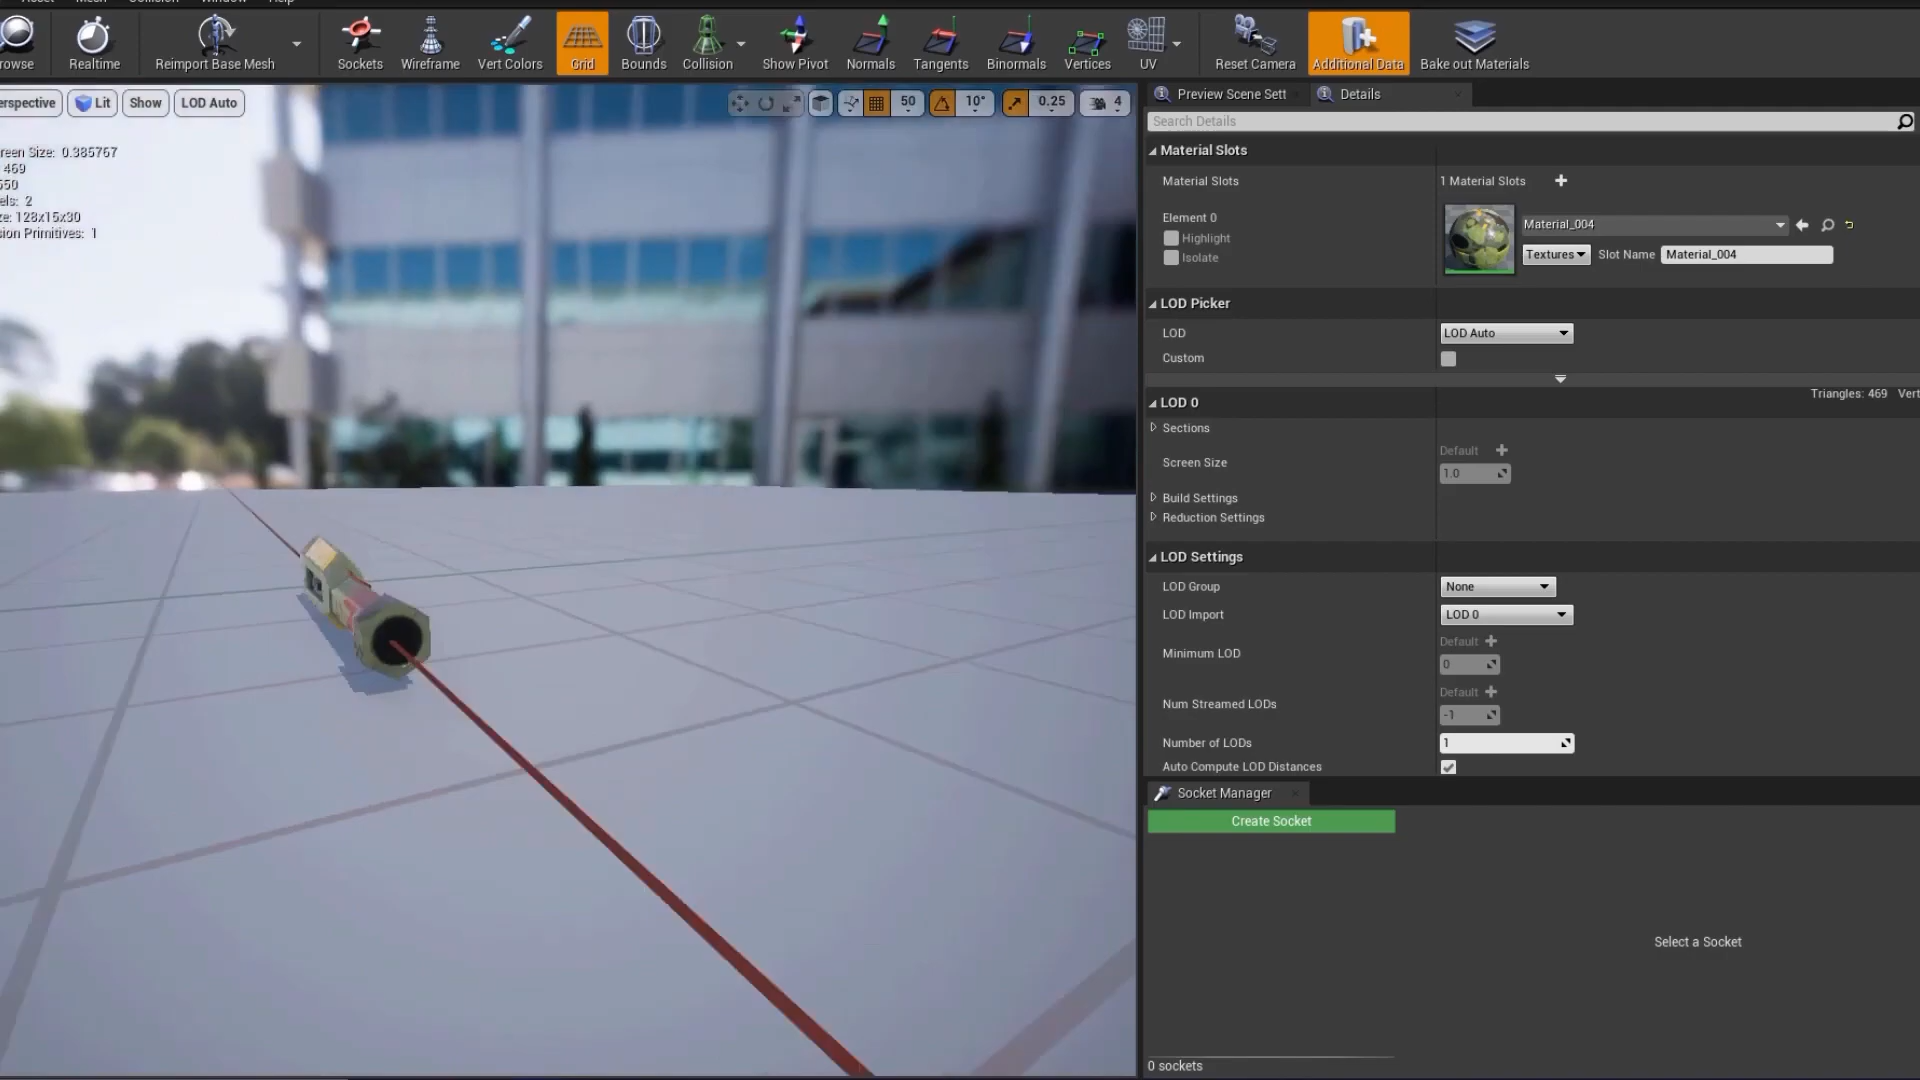 Reset Mesh Collision Window Help
rowse
Realtime
Reimport Base Mesh
Sockets
Wireframe
Vert Colors
Grid
Bounds
Collision
Show Pivot
Normals
Tangents
Binormals
Vertices
UV
Reset Camera
Additional Data
Bake out Materials
erspective
Lit
Show
LOD Auto
50
10°
0.25
4
reen Size: 0.385767
469
550
els: 2
ze: 128x15x30
sion Primitives: 1
Preview Scene Sett
Details
Search Details
Material Slots
Material Slots
1 Material Slots
Element 0
Highlight
Isolate
Material_004
Textures
Slot Name
Material_004
LOD Picker
LOD
LOD Auto
Custom
Triangles: 469 Vert
LOD 0
Sections
Screen Size
Default
1.0
Build Settings
Reduction Settings
LOD Settings
LOD Group
None
LOD Import
LOD 0
Minimum LOD
Default
0
Num Streamed LODs
Default
-1
Number of LODs
1
Auto Compute LOD Distances
Socket Manager
Create Socket
Select a Socket
0 sockets